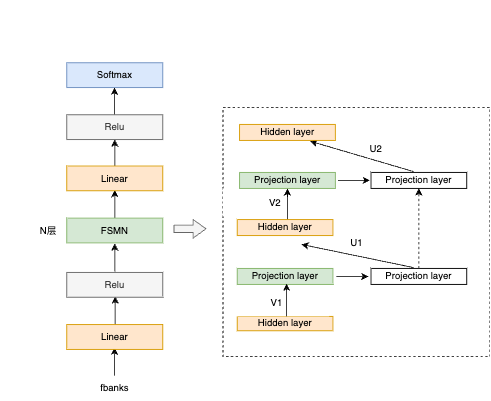 Softmax
Relu
Linear
N层
FSMN
Relu
Linear
fbanks
Hidden layer
U2
Projection layer
Projection layer
V2
Hidden layer
U1
Projection layer
Projection layer
V1
Hidden layer